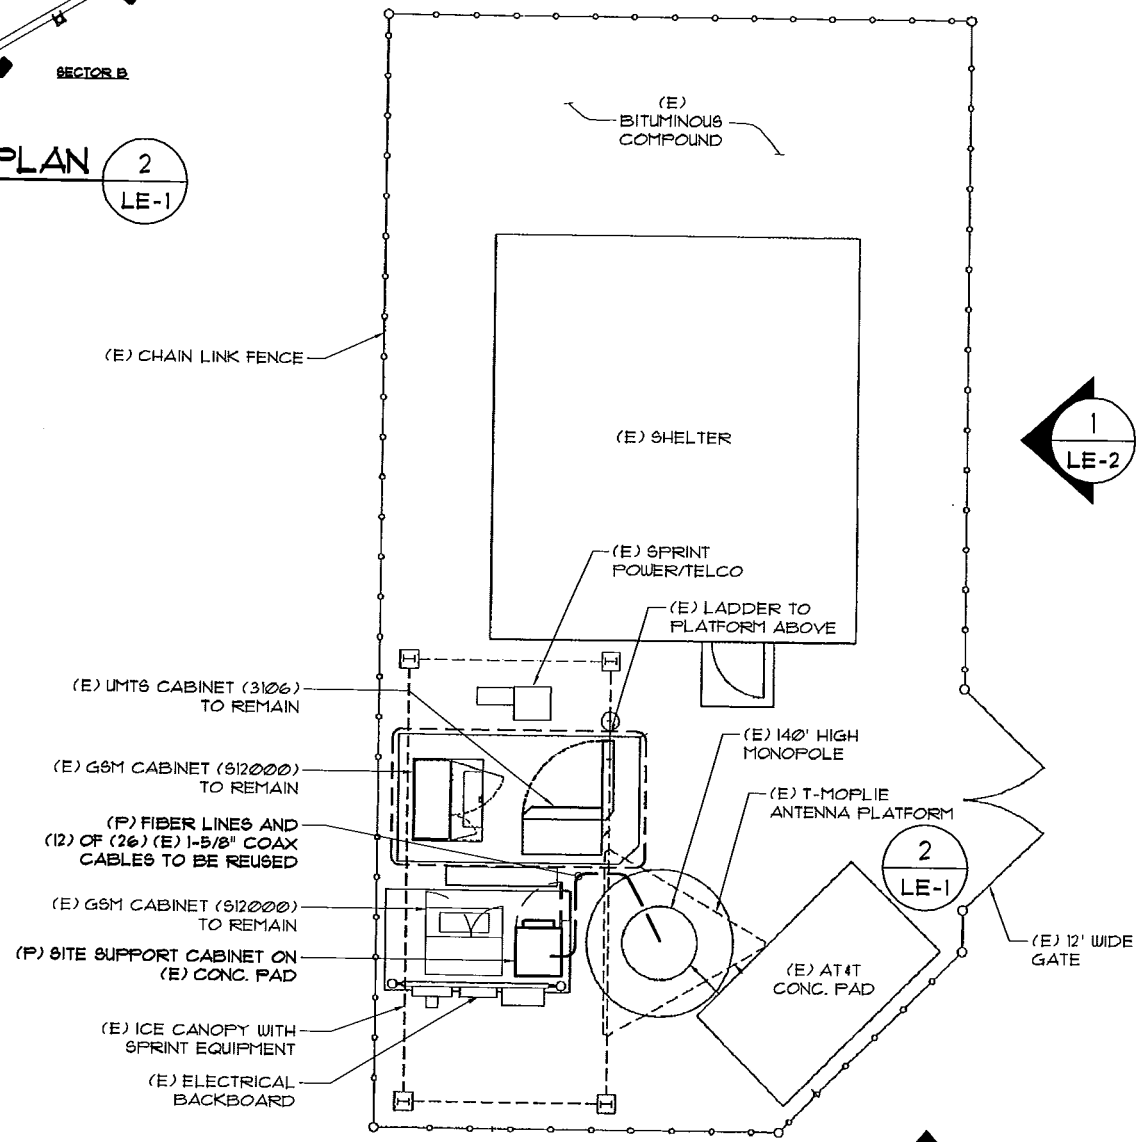 SECTOR B
PLAN
2
LE-1
(E)
BITUMINOUS
COMPOUND
(E) CHAIN LINK FENCE
(E) SHELTER
1
LE-2
(E) SPRINT
POWER/TELCO
(E) LADDER TO
PLATFORM ABOVE
(E) UMTS CABINET (3106)
TO REMAIN
(E) 140' HIGH
MONOPOLE
(E) GSM CABINET (S12000)
TO REMAIN
(E) T-MOPLIE
ANTENNA PLATFORM
(P) FIBER LINES AND
(12) OF (26) (E) 1-5/8" COAX
CABLES TO BE REUSED
2
LE-1
(E) GSM CABINET (S12000)
TO REMAIN
(P) SITE SUPPORT CABINET ON
(E) CONC. PAD
(E) 12' WIDE
GATE
(E) AT&T
CONC. PAD
(E) ICE CANOPY WITH
SPRINT EQUIPMENT
(E) ELECTRICAL
BACKBOARD